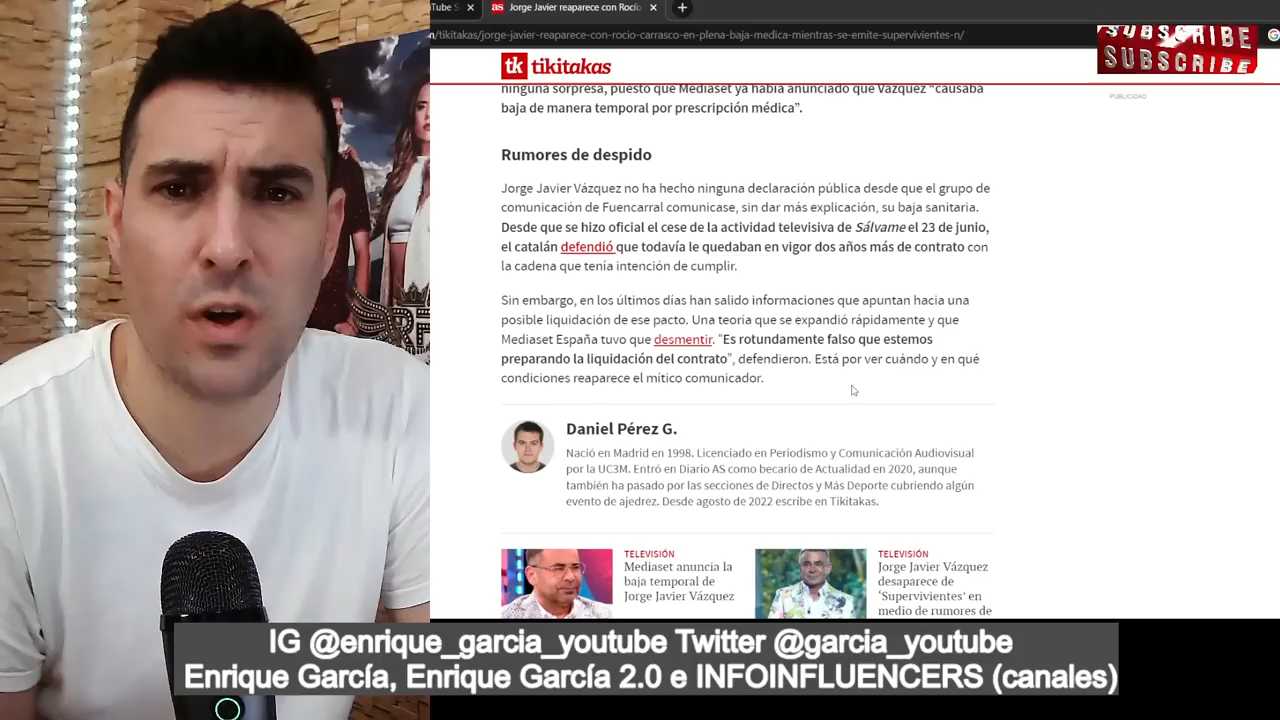 Jorge Javier reaparece con Rocío
/tikitakas/jorge-javier-reaparece-con-rocio-carrasco-en-plena-baja-medica-mientras-se-emite-supervivientes-n/
SUBSCRIBE
SUBSCRIBE
tk tikitakas
PUBLICIDAD
ninguna sorpresa, puesto que Mediaset ya había anunciado que Vázquez "causaba
baja de manera temporal por prescripción médica".
Rumores de despido
Jorge Javier Vázquez no ha hecho ninguna declaración pública desde que el grupo de
comunicación de Fuencarral comunicase, sin dar más explicación, su baja sanitaria.
Desde que se hizo oficial el cese de la actividad televisiva de Sálvame el 23 de junio,
el catalán defendió que todavía le quedaban en vigor dos años más de contrato con
la cadena que tenía intención de cumplir.
Sin embargo, en los últimos días han salido informaciones que apuntan hacia una
posible liquidación de ese pacto. Una teoría que se expandió rápidamente y que
Mediaset España tuvo que desmentir. "Es rotundamente falso que estemos
preparando la liquidación del contrato", defendieron. Está por ver cuándo y en qué
condiciones reaparece el mítico comunicador.
Daniel Pérez G.
Nació en Madrid en 1998. Licenciado en Periodismo y Comunicación Audiovisual
por la UC3M. Entró en Diario AS como becario de Actualidad en 2020, aunque
también ha pasado por las secciones de Directos y Más Deporte cubriendo algún
evento de ajedrez. Desde agosto de 2022 escribe en Tikitakas.
TELEVISIÓN
Mediaset anuncia la
baja temporal de
Jorge Javier Vázquez
TELEVISIÓN
Jorge Javier Vázquez
desaparece de
'Supervivientes' en
medio de rumores de
IG @enrique_garcia_youtube Twitter @garcia_youtube
Enrique García, Enrique García 2.0 e INFOINFLUENCERS (canales)